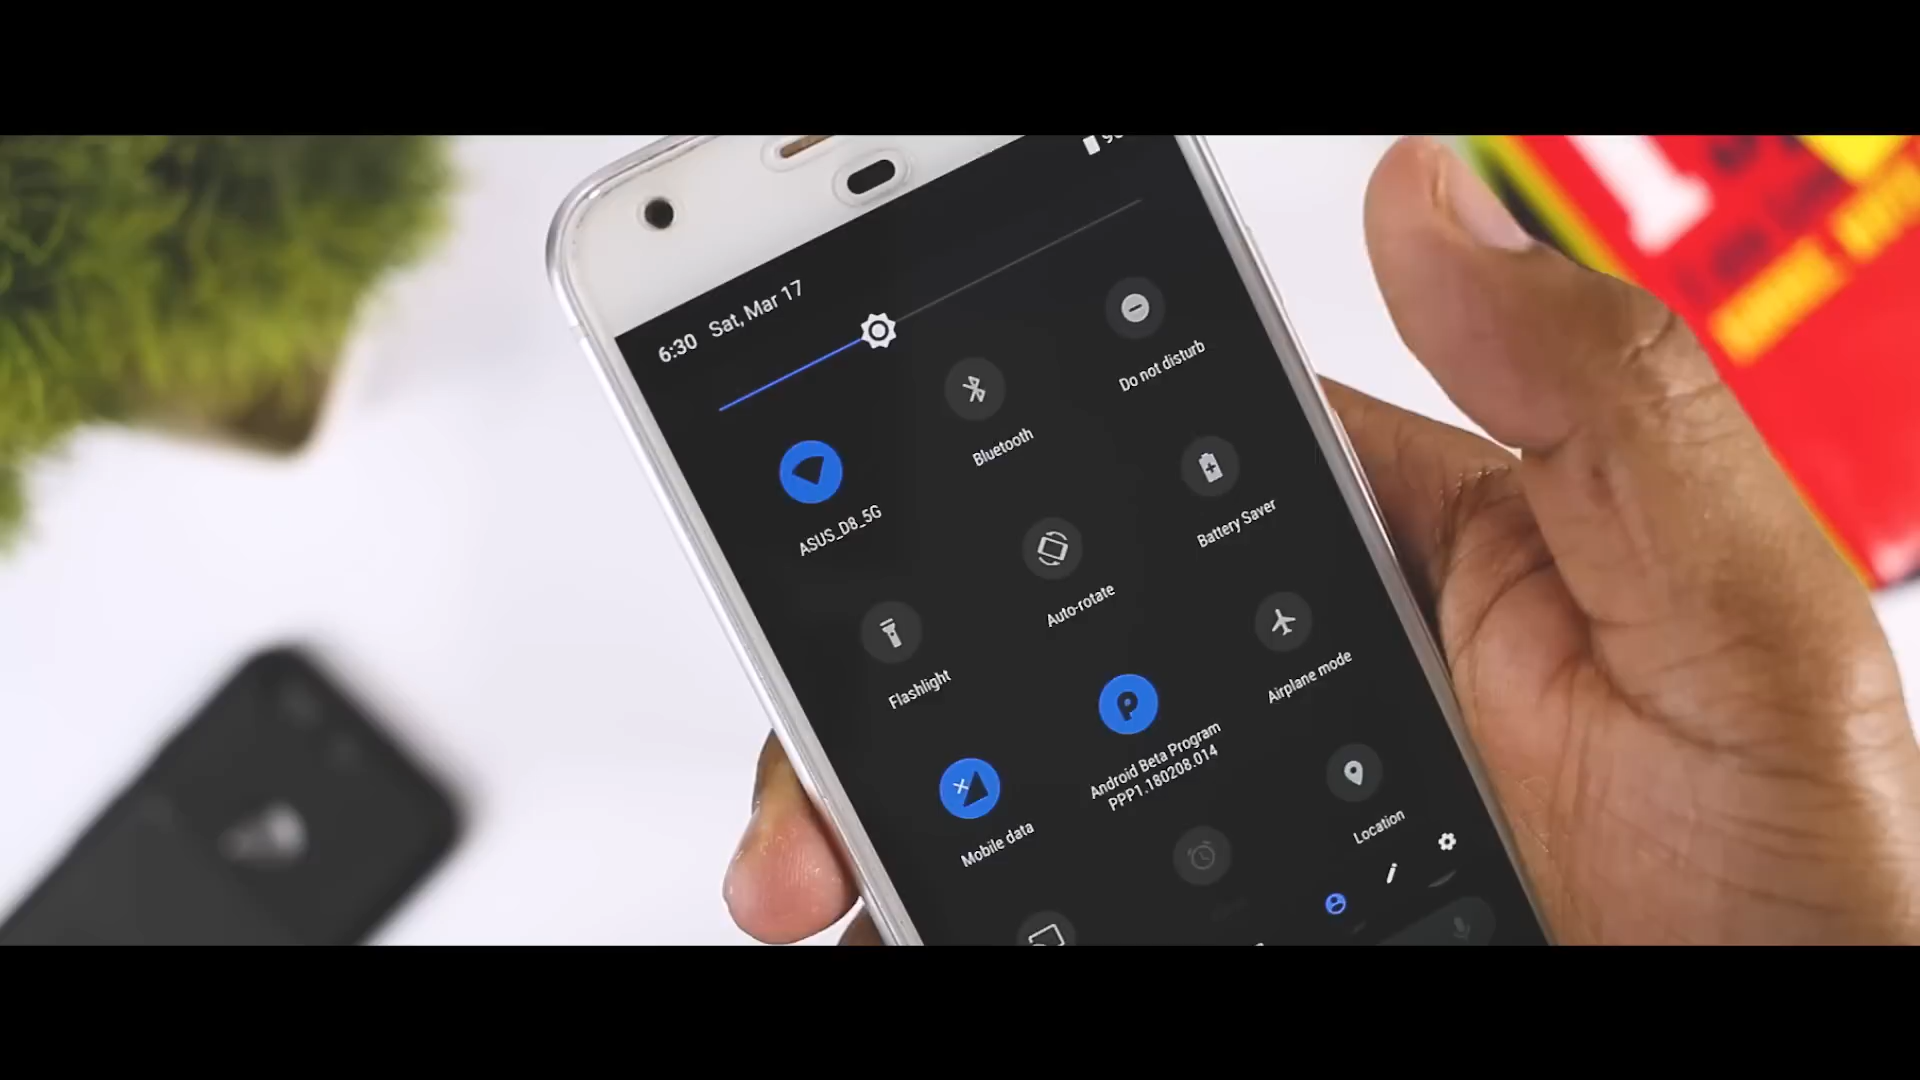 6:30 Sat, Mar 17
Do not disturb
Bluetooth
ASUS_D8_5G
Battery Saver
Auto-rotate
Flashlight
Airplane mode
Android Beta Program
PPP1.180208.014
Mobile data
Location